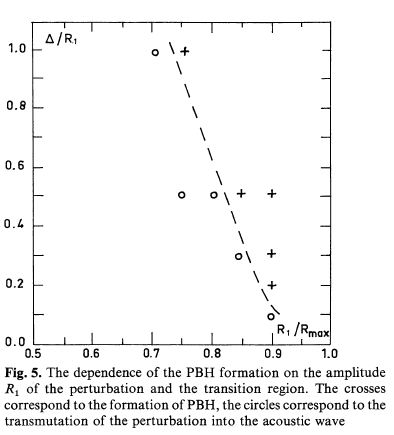 Δ/R₁
1.0
0.8
0.6
0.4
0.2
0.0
R₁/Rmax
0.5 0.6 0.7 0.8 0.9 1.0
Fig. 5. The dependence of the PBH formation on the amplitude
R₁ of the perturbation and the transition region. The crosses
correspond to the formation of PBH, the circles correspond to the
transmutation of the perturbation into the acoustic wave